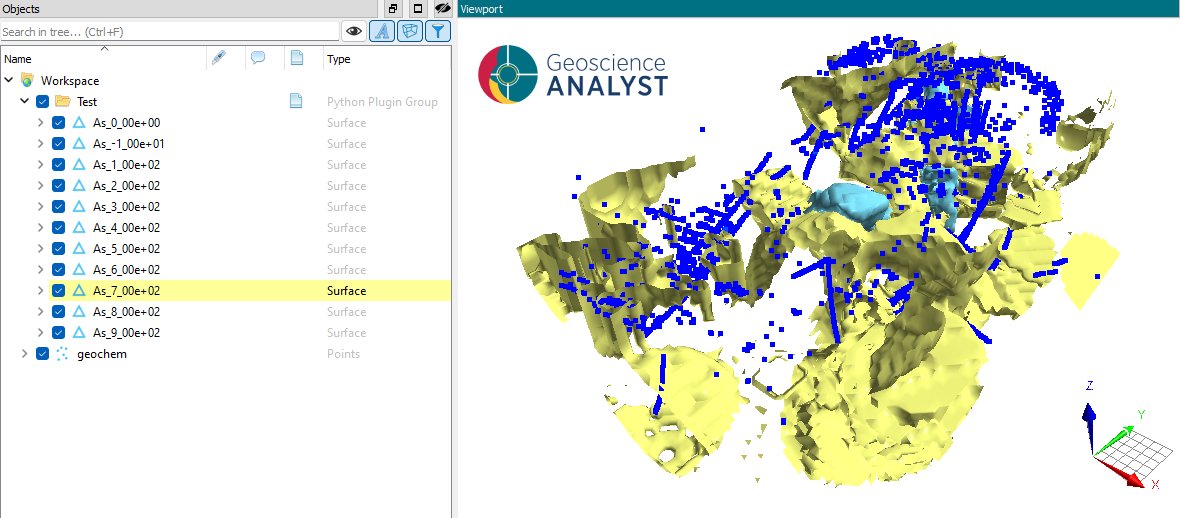 Objects
Viewport
Search in tree... (Ctrl+F)
Name
Type
Workspace
Test
Python Plugin Group
As_0_00e+00
Surface
As_-1_00e+01
Surface
As_1_00e+02
Surface
As_2_00e+02
Surface
As_3_00e+02
Surface
As_4_00e+02
Surface
As_5_00e+02
Surface
As_6_00e+02
Surface
As_7_00e+02
Surface
As_8_00e+02
Surface
As_9_00e+02
Surface
geochem
Points
Geoscience
ANALYST
Z
Y
X